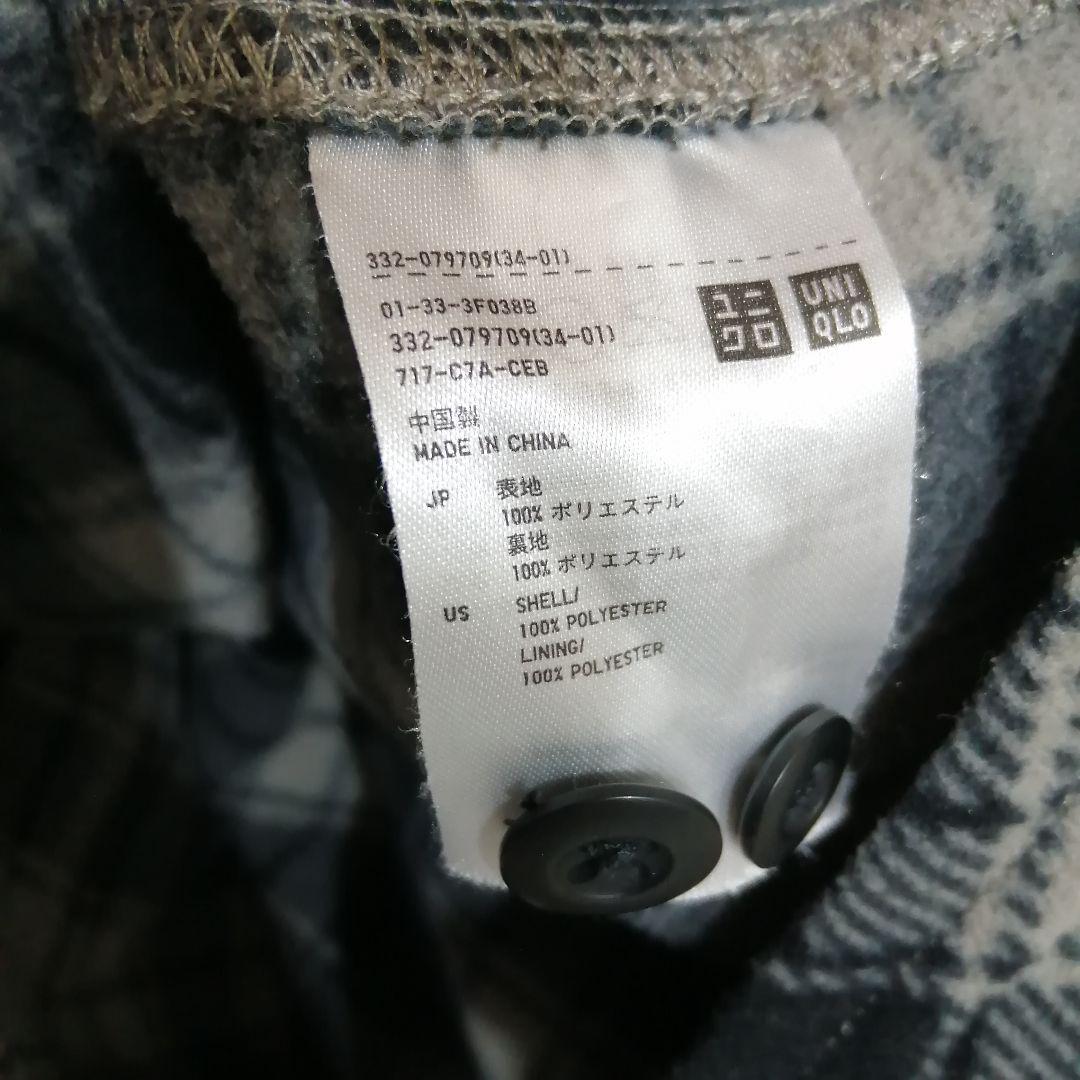 332-079709(34-01)
01-33-3F038B
332-079709(34-01)
717-C7A-CEB
ユニ
クロ
UNI
QLO
中国製
MADE IN CHINA
JP 表地
100% ポリエステル
裏地
100% ポリエステル
US SHELL/
100% POLYESTER
LINING/
100% POLYESTER